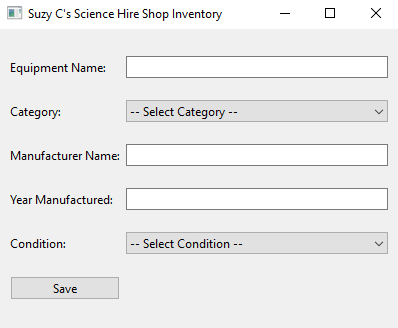 Suzy C's Science Hire Shop Inventory
Equipment Name:
Category: -- Select Category --
Manufacturer Name:
Year Manufactured:
Condition: -- Select Condition --
Save